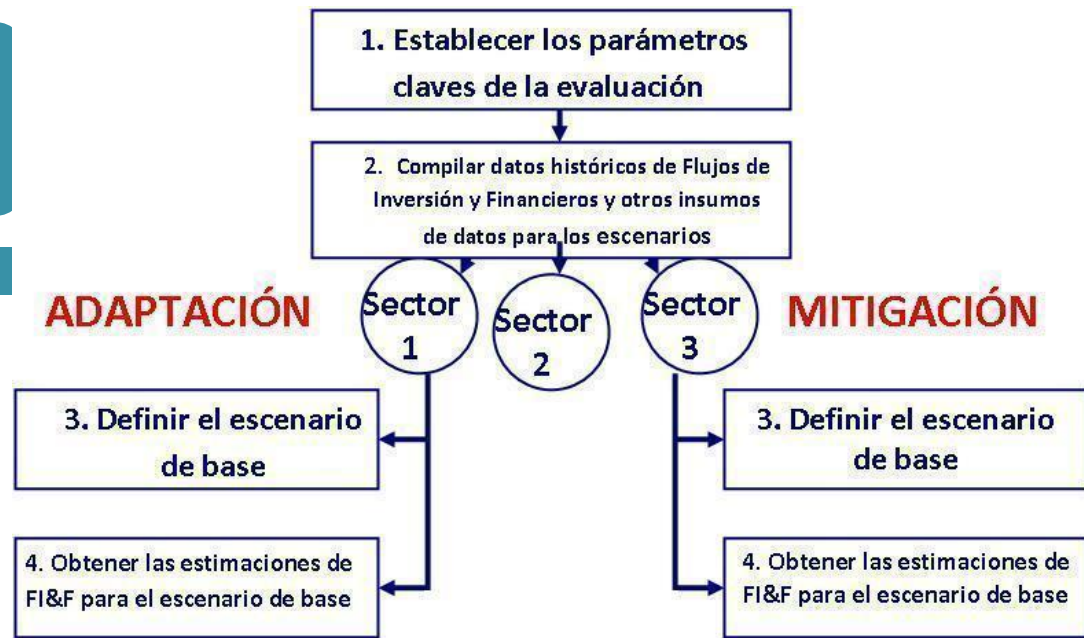 1. Establecer los parámetros
claves de la evaluación
2. Compilar datos históricos de Flujos de
Inversión y Financieros y otros insumos
de datos para los escenarios
ADAPTACIÓN
Sector
1
Sector
2
Sector
3
MITIGACIÓN
3. Definir el escenario
de base
3. Definir el escenario
de base
4. Obtener las estimaciones de
FI&F para el escenario de base
4. Obtener las estimaciones de
FI&F para el escenario de base